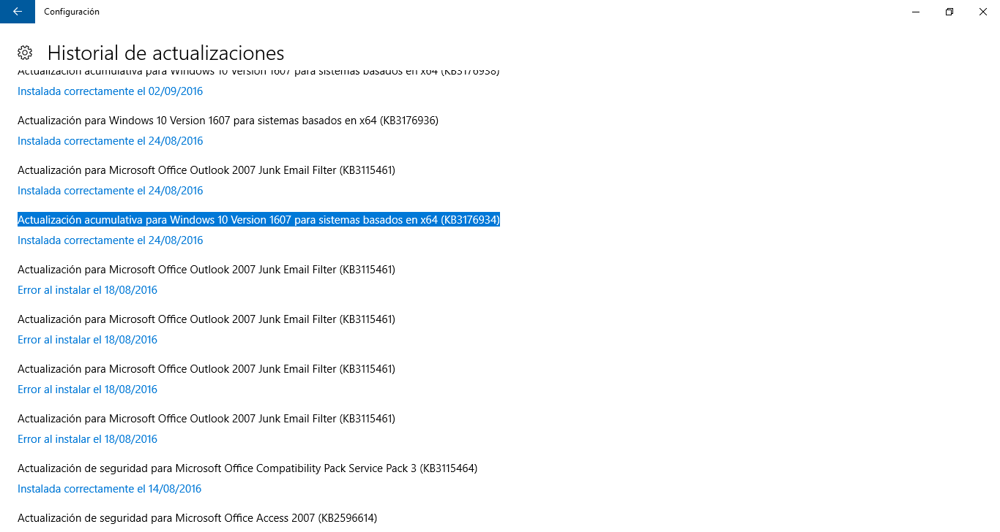 Configuración
Historial de actualizaciones
Actualización acumulativa para Windows 10 Version 1607 para sistemas basados en x64 (KB3176938)
Instalada correctamente el 02/09/2016
Actualización para Windows 10 Version 1607 para sistemas basados en x64 (KB3176936)
Instalada correctamente el 24/08/2016
Actualización para Microsoft Office Outlook 2007 Junk Email Filter (KB3115461)
Instalada correctamente el 24/08/2016
Actualización acumulativa para Windows 10 Version 1607 para sistemas basados en x64 (KB3176934)
Instalada correctamente el 24/08/2016
Actualización para Microsoft Office Outlook 2007 Junk Email Filter (KB3115461)
Error al instalar el 18/08/2016
Actualización para Microsoft Office Outlook 2007 Junk Email Filter (KB3115461)
Error al instalar el 18/08/2016
Actualización para Microsoft Office Outlook 2007 Junk Email Filter (KB3115461)
Error al instalar el 18/08/2016
Actualización para Microsoft Office Outlook 2007 Junk Email Filter (KB3115461)
Error al instalar el 18/08/2016
Actualización de seguridad para Microsoft Office Compatibility Pack Service Pack 3 (KB3115464)
Instalada correctamente el 14/08/2016
Actualización de seguridad para Microsoft Office Access 2007 (KB2596614)